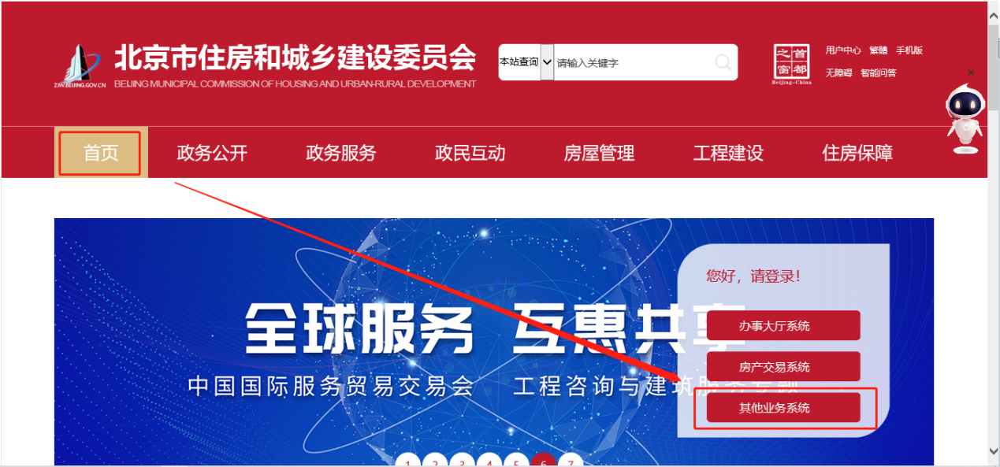 北京市住房和城乡建设委员会
ZJW.BEIJING.GOV.CN
BEIJING MUNICIPAL COMMISSION OF HOUSING AND URBAN-RURAL DEVELOPMENT
本站查询 请输入关键字
首都之窗
Beijing-China
用户中心 繁體 手机版
无障碍 智能问答
首页 政务公开 政务服务 政民互动 房屋管理 工程建设 住房保障
您好，请登录！
全球服务 互惠共享
办事大厅系统
房产交易系统
中国国际服务贸易交易会 工程咨询与建筑服务专题
其他业务系统
1 2 3 4 5 6 7